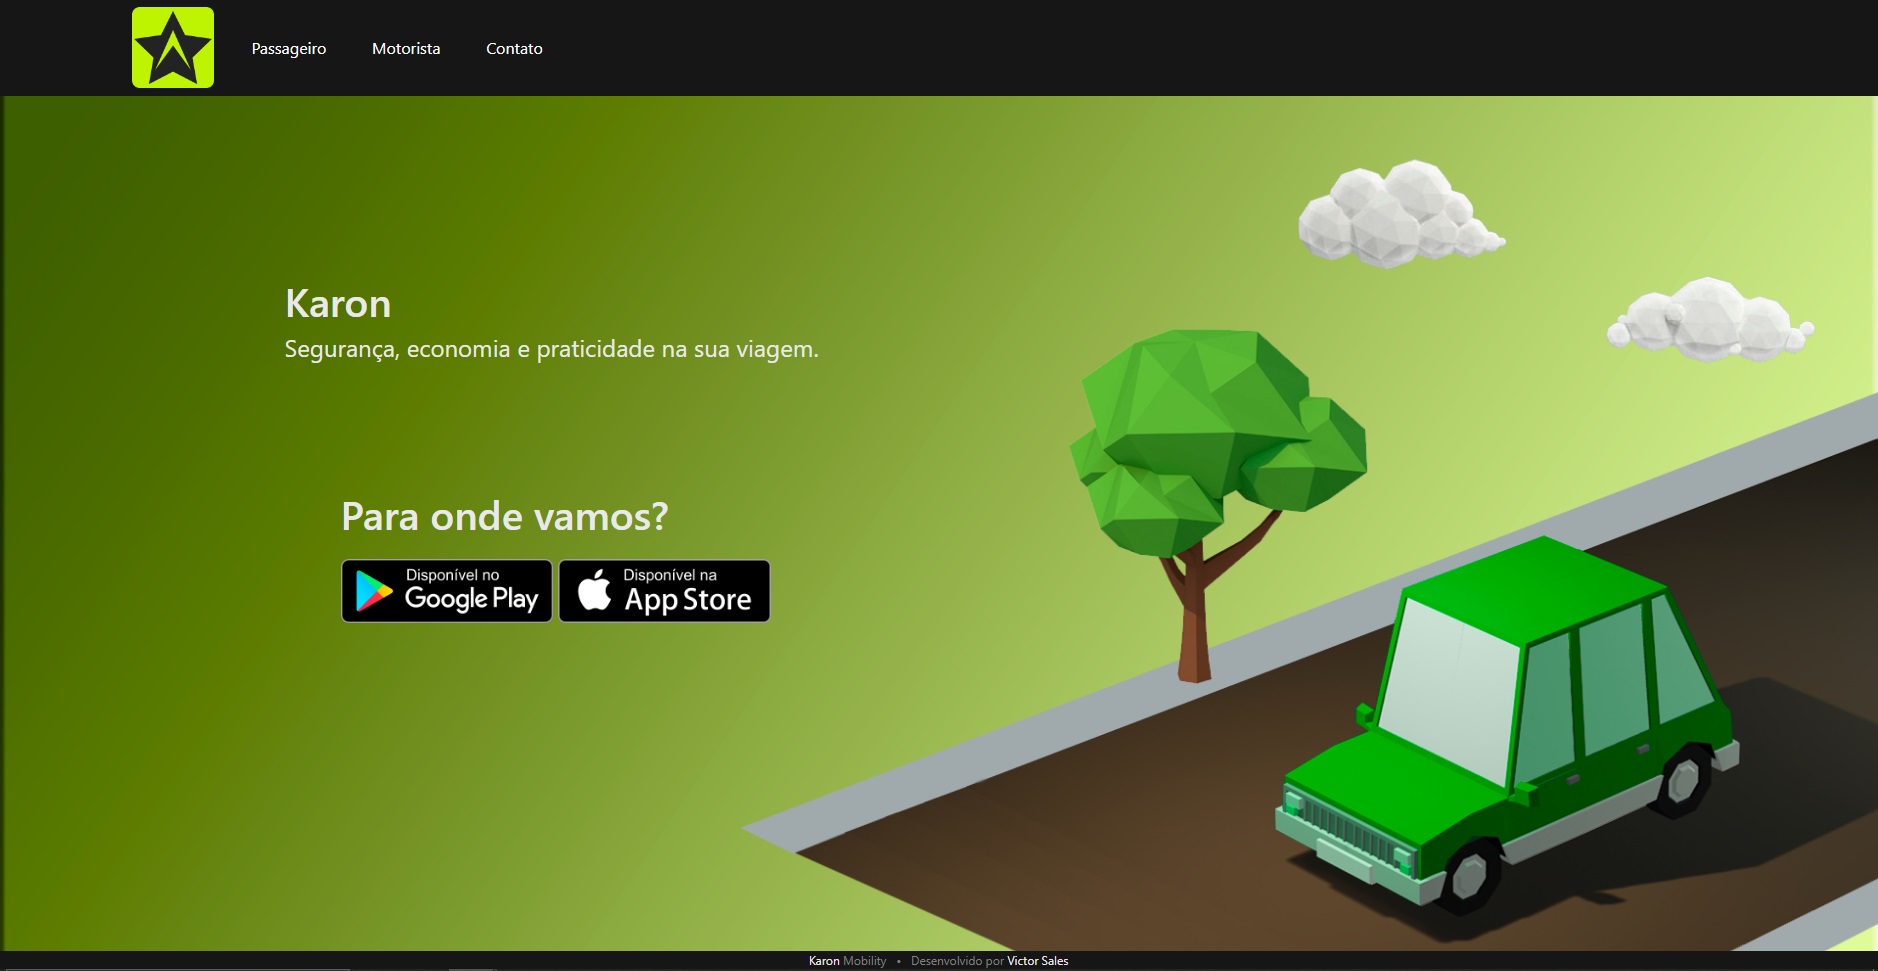 Passageiro Motorista Contato
Karon
Segurança, economia e praticidade na sua viagem.
Para onde vamos?
Disponível no
Google Play
Disponível na
App Store
Karon Mobility • Desenvolvido por Victor Sales